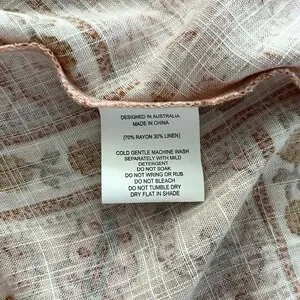 DESIGNED IN AUSTRALIA
MADE IN CHINA
[70% RAYON 30% LINEN]
COLD GENTLE MACHINE WASH
SEPARATELY WITH MILD
DETERGENT
DO NOT SOAK
DO NOT WRING OR RUB
DO NOT BLEACH
DO NOT TUMBLE DRY
DRY FLAT IN SHADE